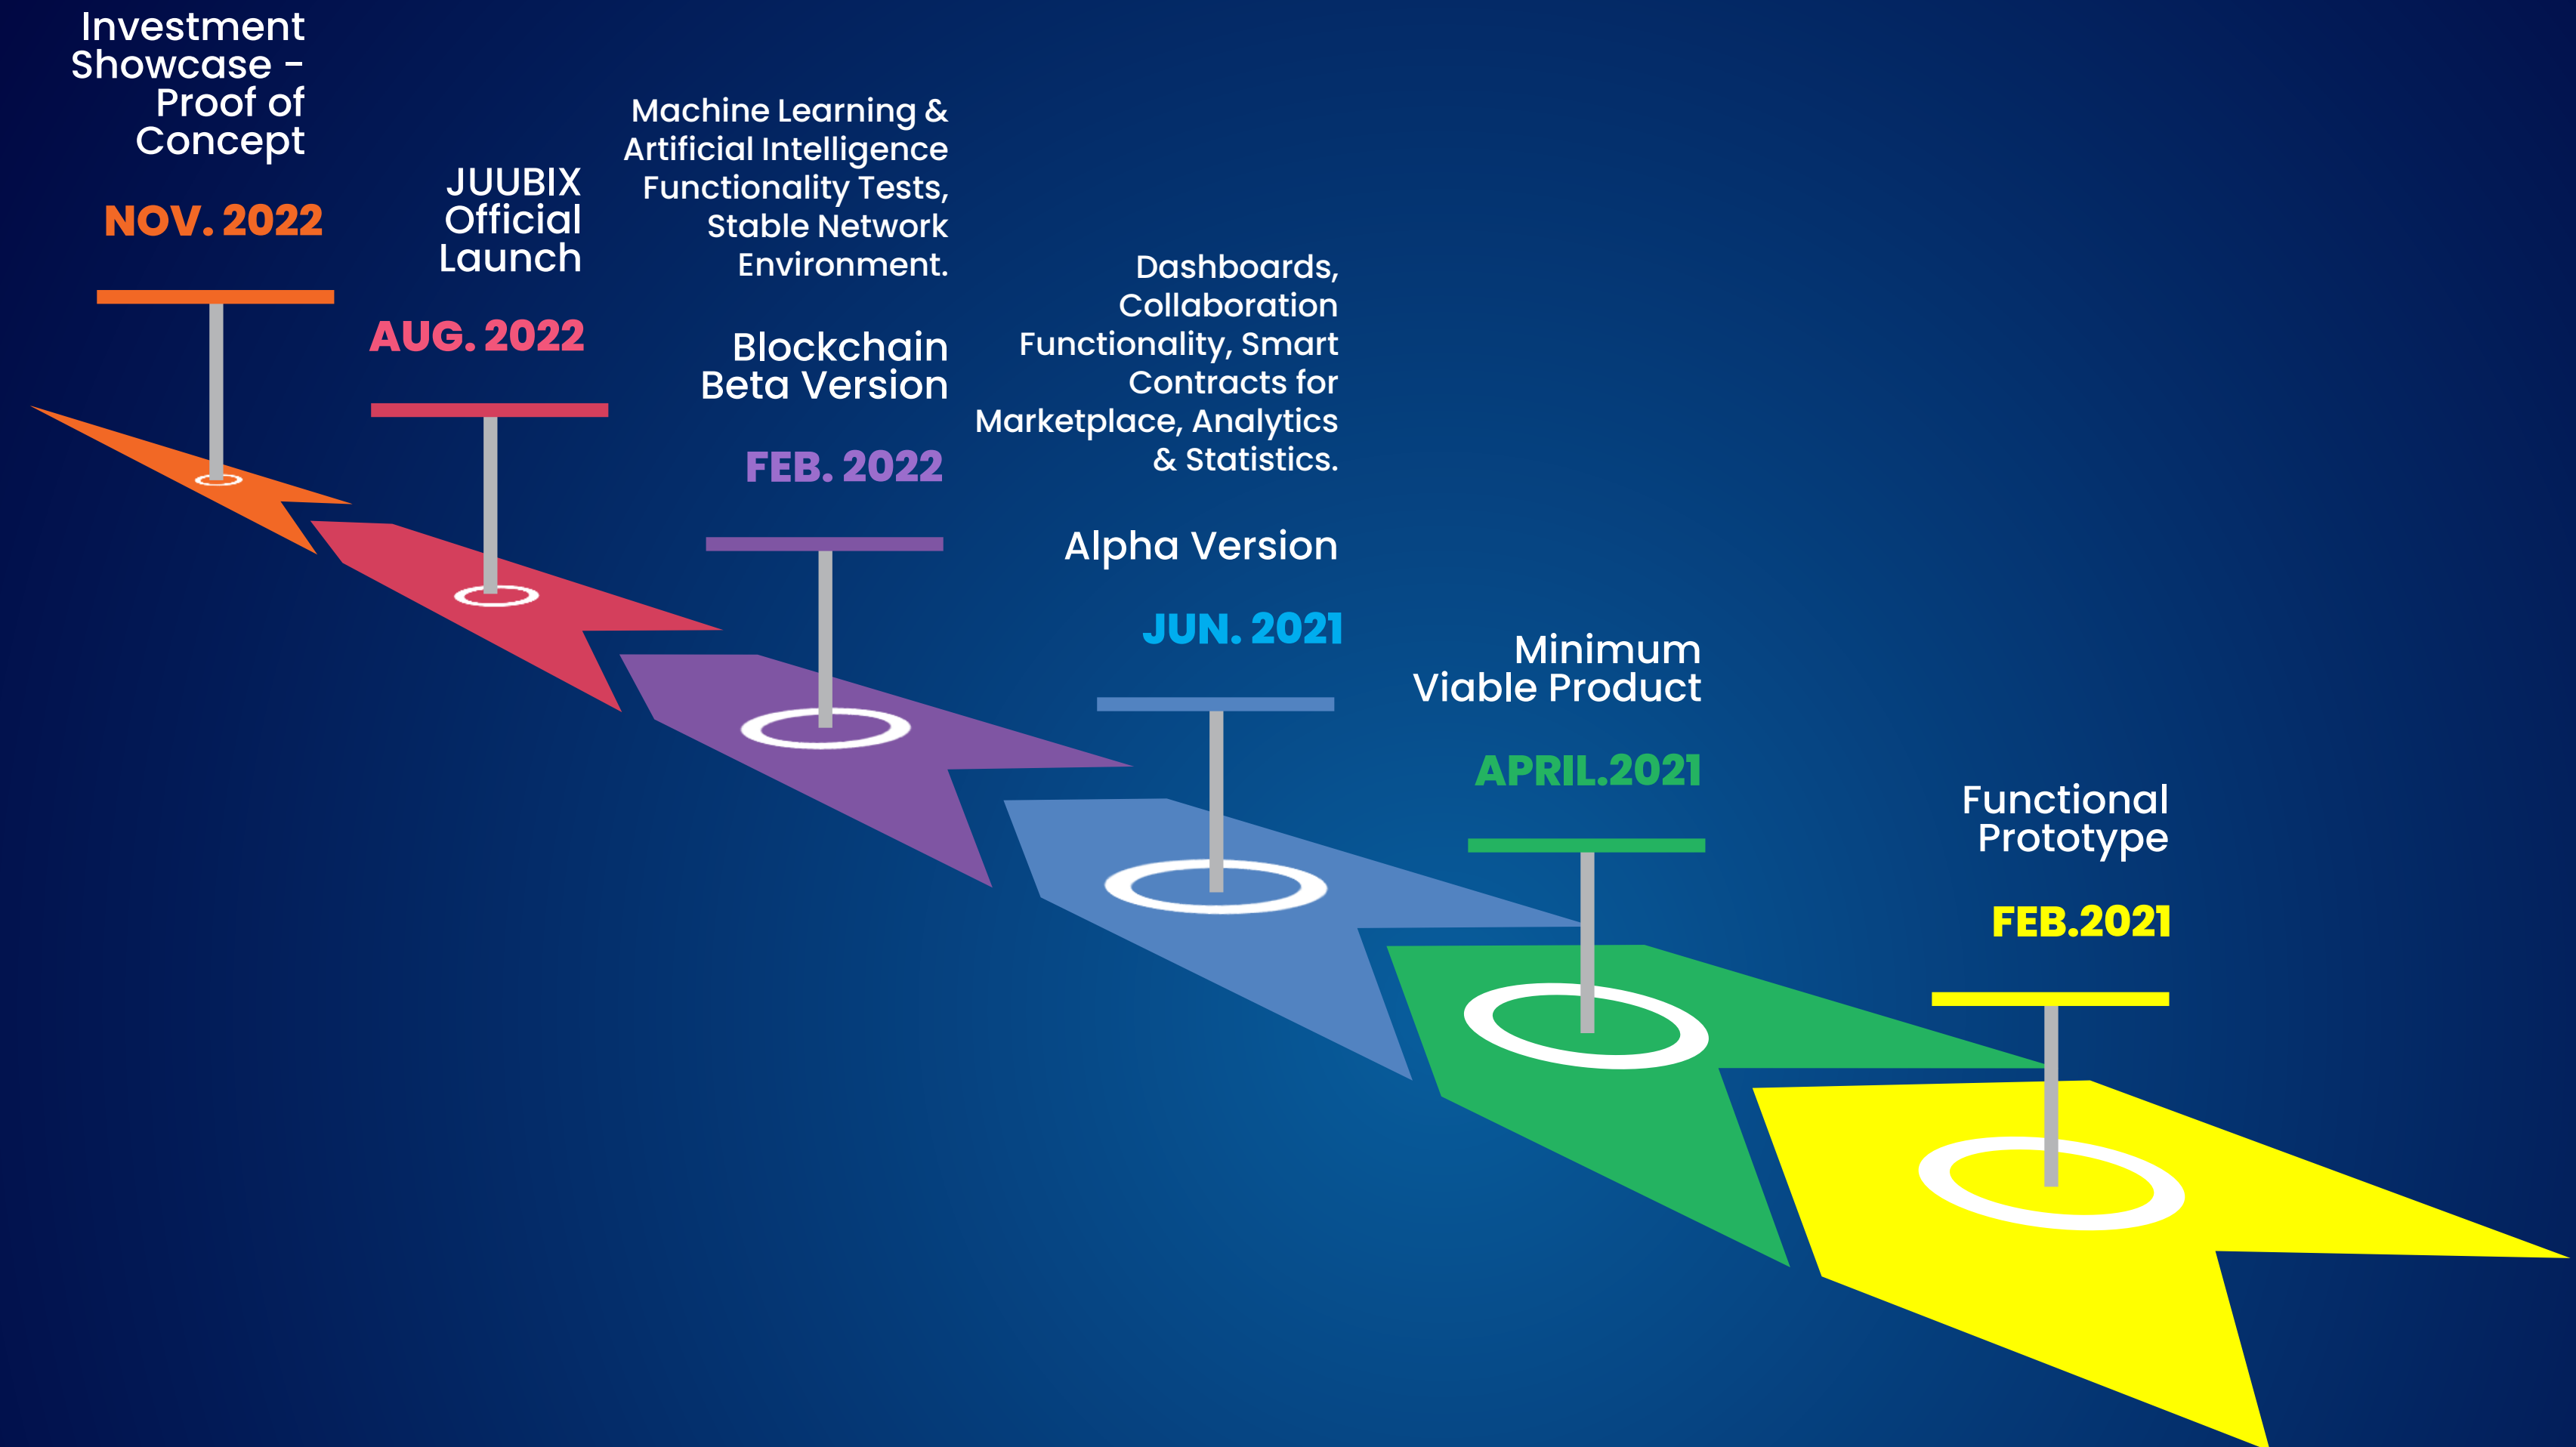 Investment
Showcase -
Proof of
Concept
NOV. 2022
JUUBIX
Official
Launch
AUG. 2022
Machine Learning &
Artificial Intelligence
Functionality Tests,
Stable Network
Environment.
Blockchain
Beta Version
FEB. 2022
Dashboards,
Collaboration
Functionality, Smart
Contracts for
Marketplace, Analytics
& Statistics.
Alpha Version
JUN. 2021
Minimum
Viable Product
APRIL.2021
Functional
Prototype
FEB.2021